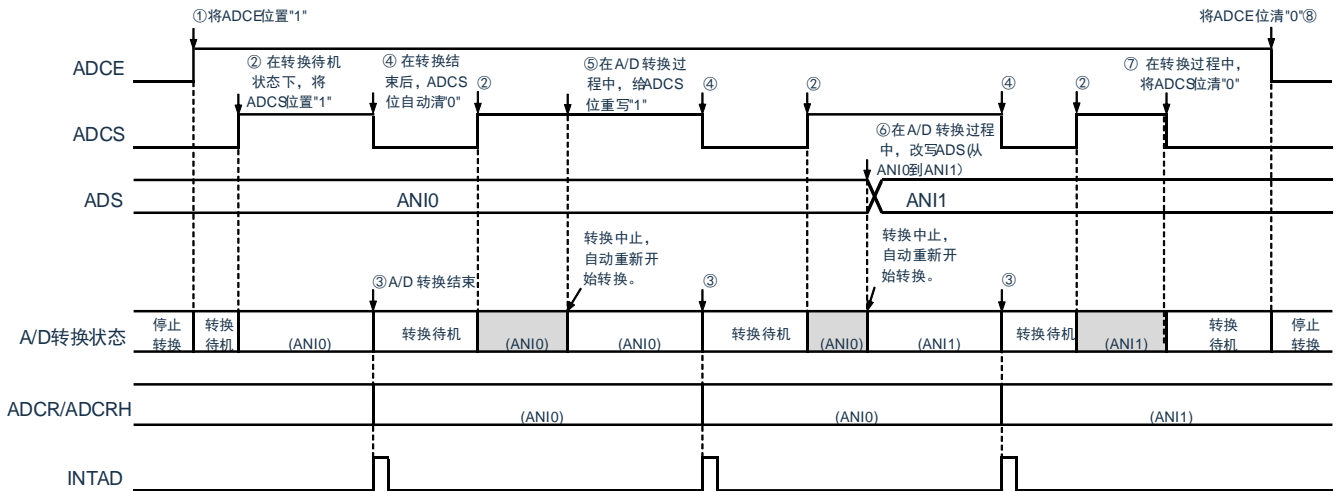 ①将ADCE位置"1"
将ADCE位清"0"⑧
ADCE
② 在转换待机
状态下，将
ADCS位置"1"
④ 在转换结
束后，ADCS
位自动清"0"
②
⑤在A/D 转换过
程中，给ADCS
位重写"1"
④
②
④
②
⑦ 在转换过程中，
将ADCS位清"0"
ADCS
⑥在A/D 转换过程
中，改写ADS(从
ANI0到ANI1）
ADS
ANI0
ANI1
转换中止，
自动重新开
始转换。
转换中止，
自动重新开
始转换。
③A/D 转换结束
③
③
A/D转换状态
停止
转换
转换
待机
(ANI0)
转换待机
(ANI0)
(ANI0)
转换待机
(ANI0)
(ANI1)
转换待机
(ANI1)
转换
待机
停止
转换
ADCR/ADCRH
(ANI0)
(ANI0)
(ANI1)
INTAD